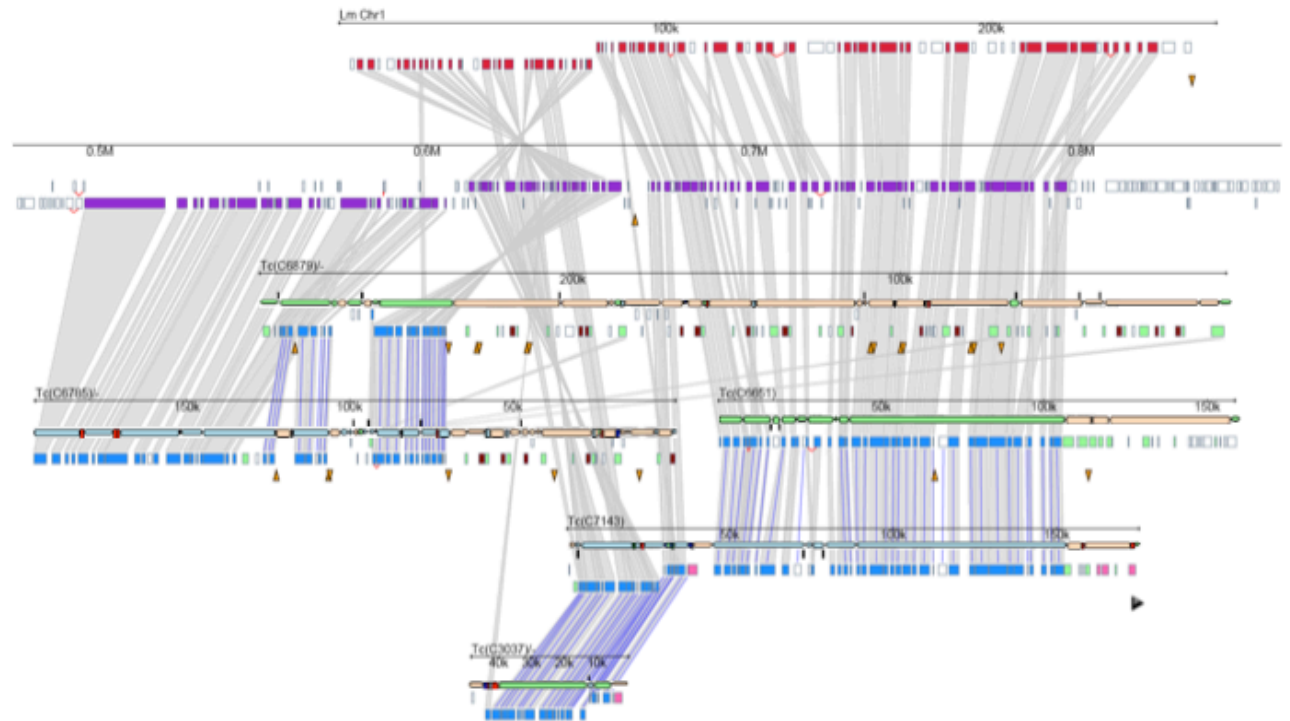 Lm Chr1
100k 200k
0.5M 0.6M 0.7M 0.8M
Tc(C6879)/-
200k 100k
Tc(C6785)/- Tc(C6651)
150k 100k 50k 50k 100k 150k
Tc(C7143)
50k 100k 150k
Tc(C3037)/-
40k 30k 20k 10k